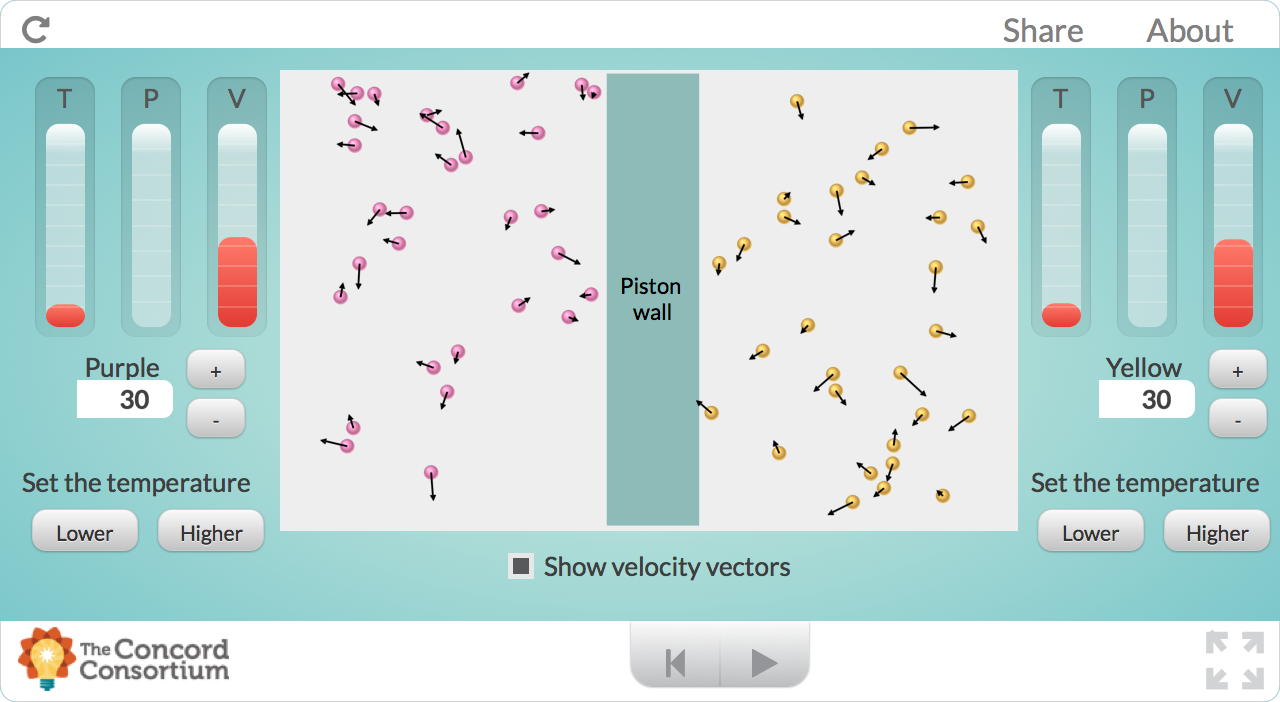 Share About
T P V
T P V
Piston
wall
Purple
30
+
-
Yellow
30
+
-
Set the temperature
Lower Higher
Set the temperature
Lower Higher
Show velocity vectors
The Concord
Consortium